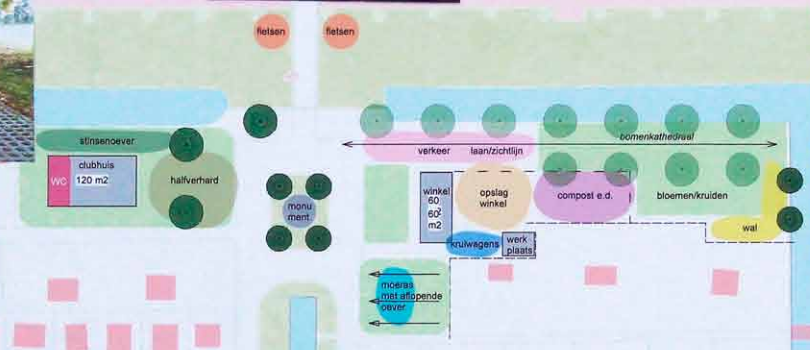 fietsen
fietsen
stinsenoever
bomenkathedraal
verkeer laan/zichtlijn
clubhuis
WC 120 m2
halfverhard
winkel
60
60²
m2
opslag
winkel
compost e.d.
bloemen/kruiden
monu
ment.
wal
kruiwagens
werk
plaats
moeras
met aflopende
oever